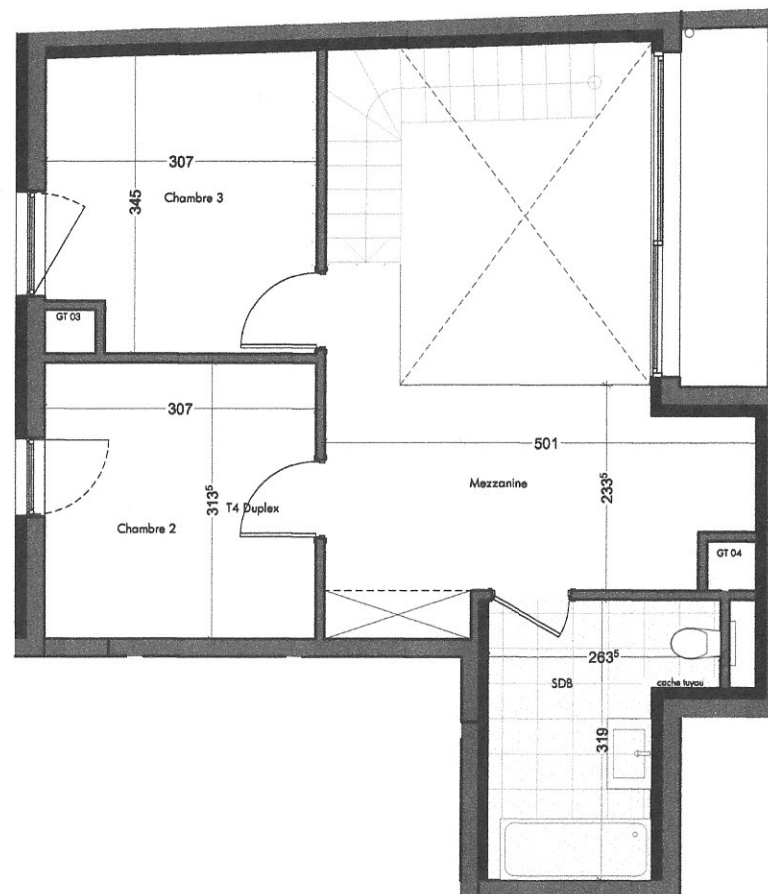 307
345
Chambre 3
GT 03
307
313⁵
T4 Duplex
Chambre 2
501
Mezzanine
233⁵
GT 04
263⁵
SDB
cache tuyau
319